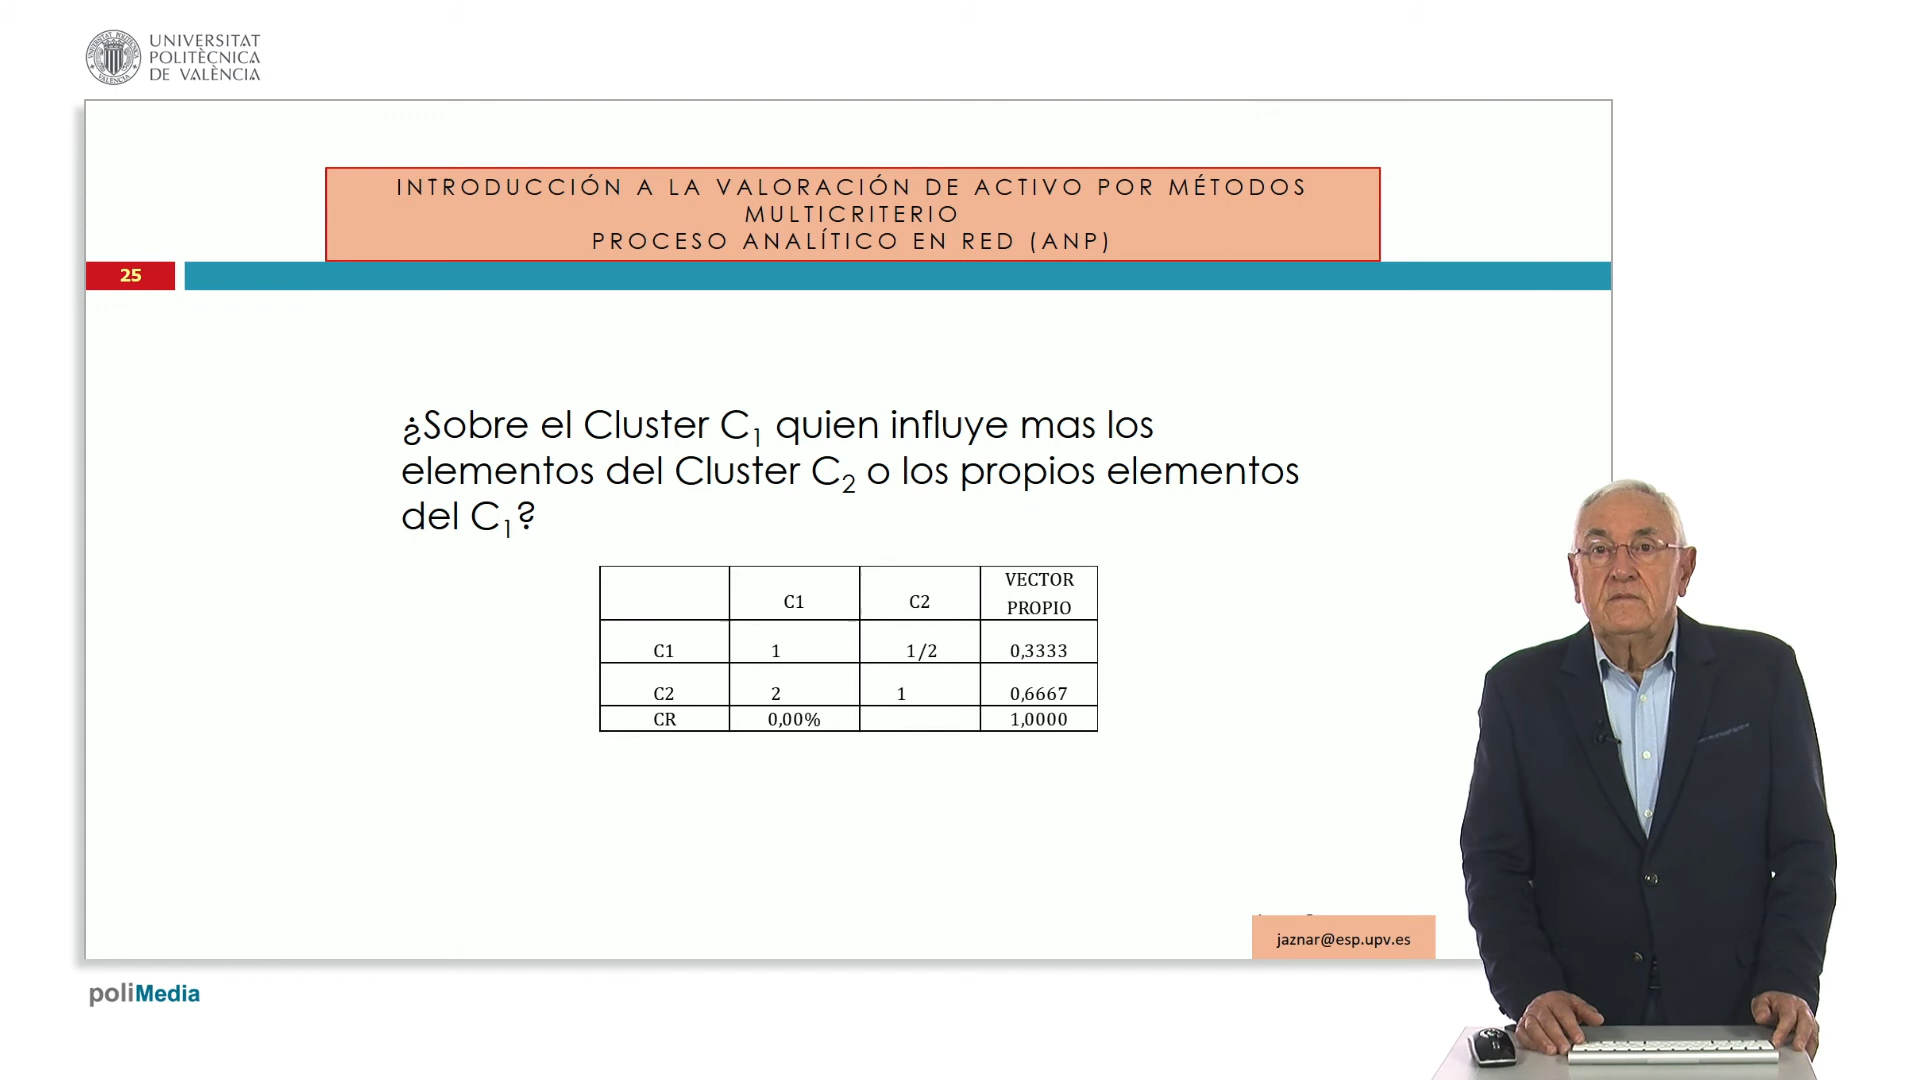 UNIVERSITAT
POLITÈCNICA
DE VALÈNCIA
INTRODUCCIÓN A LA VALORACIÓN DE ACTIVO POR MÉTODOS
MULTICRITERIO
PROCESO ANALÍTICO EN RED (ANP)
25
¿Sobre el Cluster C1 quien influye mas los
elementos del Cluster C2 o los propios elementos
del C1?
C1 C2 VECTOR PROPIO
C1 1 1/2 0,3333
C2 2 1 0,6667
CR 0,00% 1,0000
jaznar@esp.upv.es
poliMedia